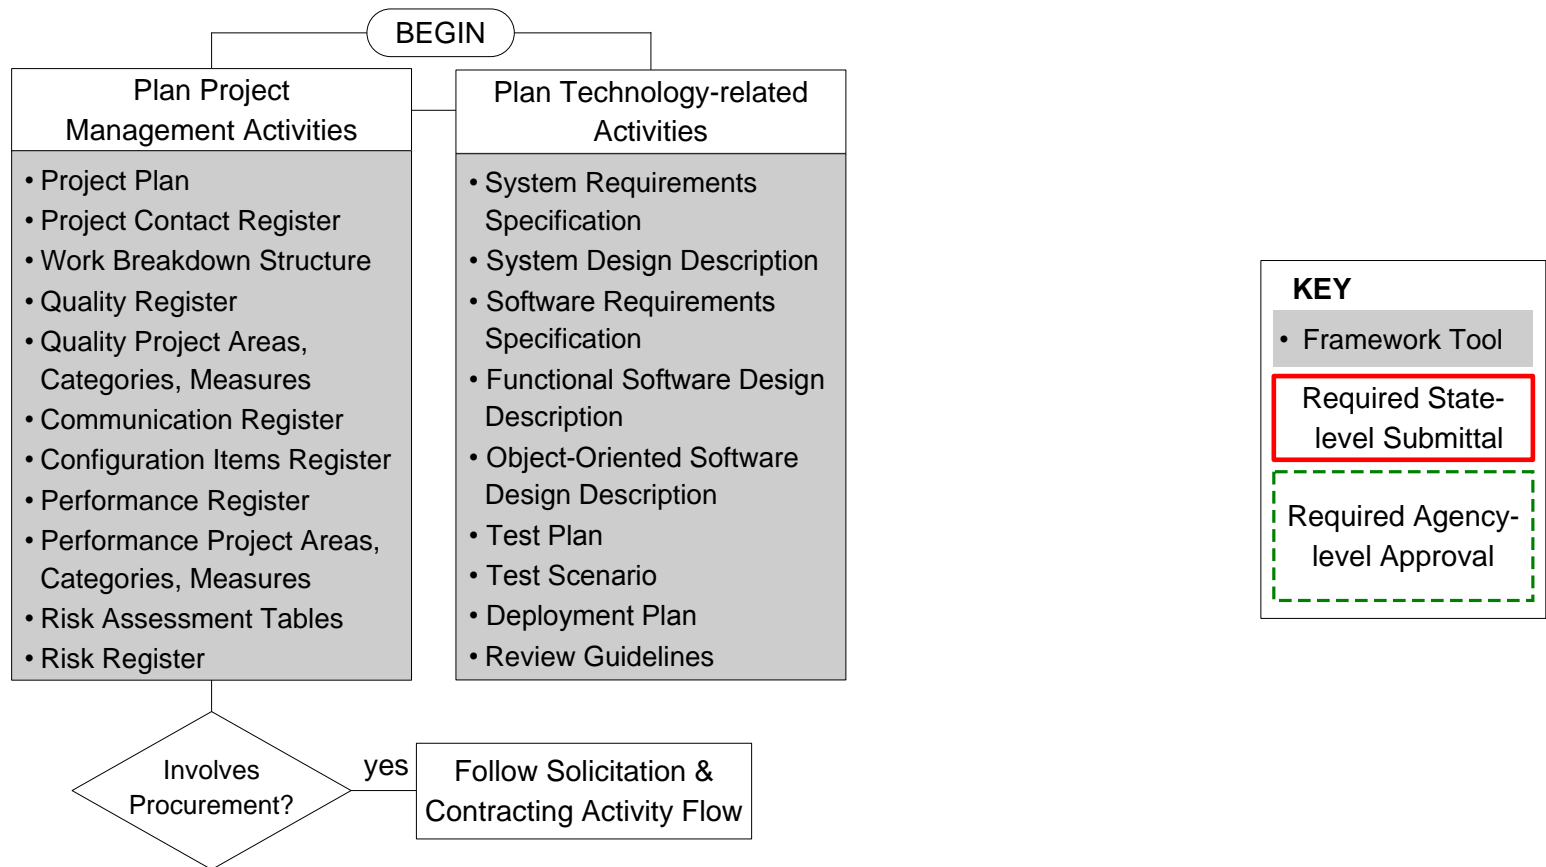 BEGIN
Plan Project
Management Activities
• Project Plan
• Project Contact Register
• Work Breakdown Structure
• Quality Register
• Quality Project Areas,
Categories, Measures
• Communication Register
• Configuration Items Register
• Performance Register
• Performance Project Areas,
Categories, Measures
• Risk Assessment Tables
• Risk Register
Plan Technology-related
Activities
• System Requirements
Specification
• System Design Description
• Software Requirements
Specification
• Functional Software Design
Description
• Object-Oriented Software
Design Description
• Test Plan
• Test Scenario
• Deployment Plan
• Review Guidelines
Involves
Procurement?
yes
Follow Solicitation &
Contracting Activity Flow
KEY
• Framework Tool
Required State-
level Submittal
Required Agency-
level Approval